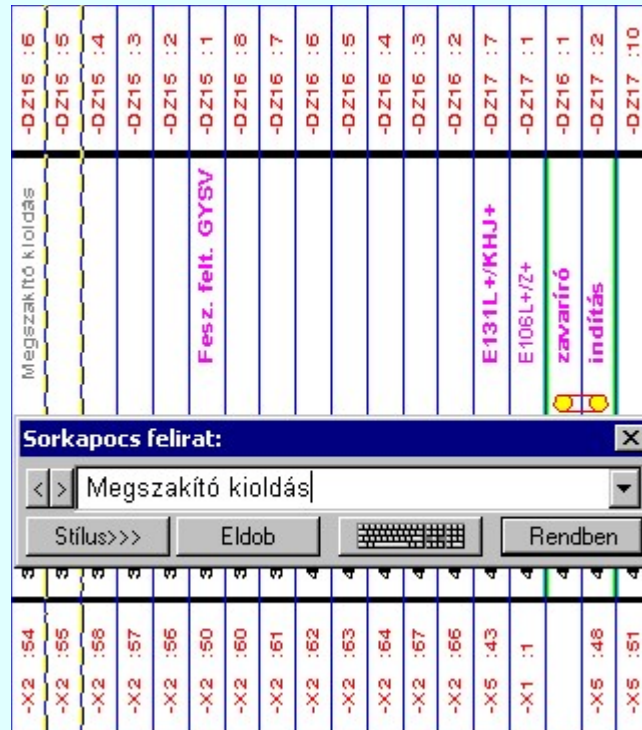 -DZ15 :6
-DZ15 :5
-DZ15 :4
-DZ15 :3
-DZ15 :2
-DZ15 :1
-DZ16 :8
-DZ16 :7
-DZ16 :6
-DZ16 :5
-DZ16 :4
-DZ16 :3
-DZ16 :2
-DZ17 :7
-DZ17 :1
-DZ16 :1
-DZ17 :2
-DZ17 :10
Megszakító kioldás
Fesz. felt. GYSV
E131L+/KHJ+
E106L+/Z+
zavaríró
indítás
Sorkapocs felirat:
< > Megszakító kioldás
Stílus>>> Eldob Rendben
-X2 :54
-X2 :55
-X2 :58
-X2 :57
-X2 :56
-X2 :50
-X2 :60
-X2 :61
-X2 :62
-X2 :63
-X2 :64
-X2 :67
-X2 :66
-X5 :43
-X1 :1
-X5 :48
-X5 :51